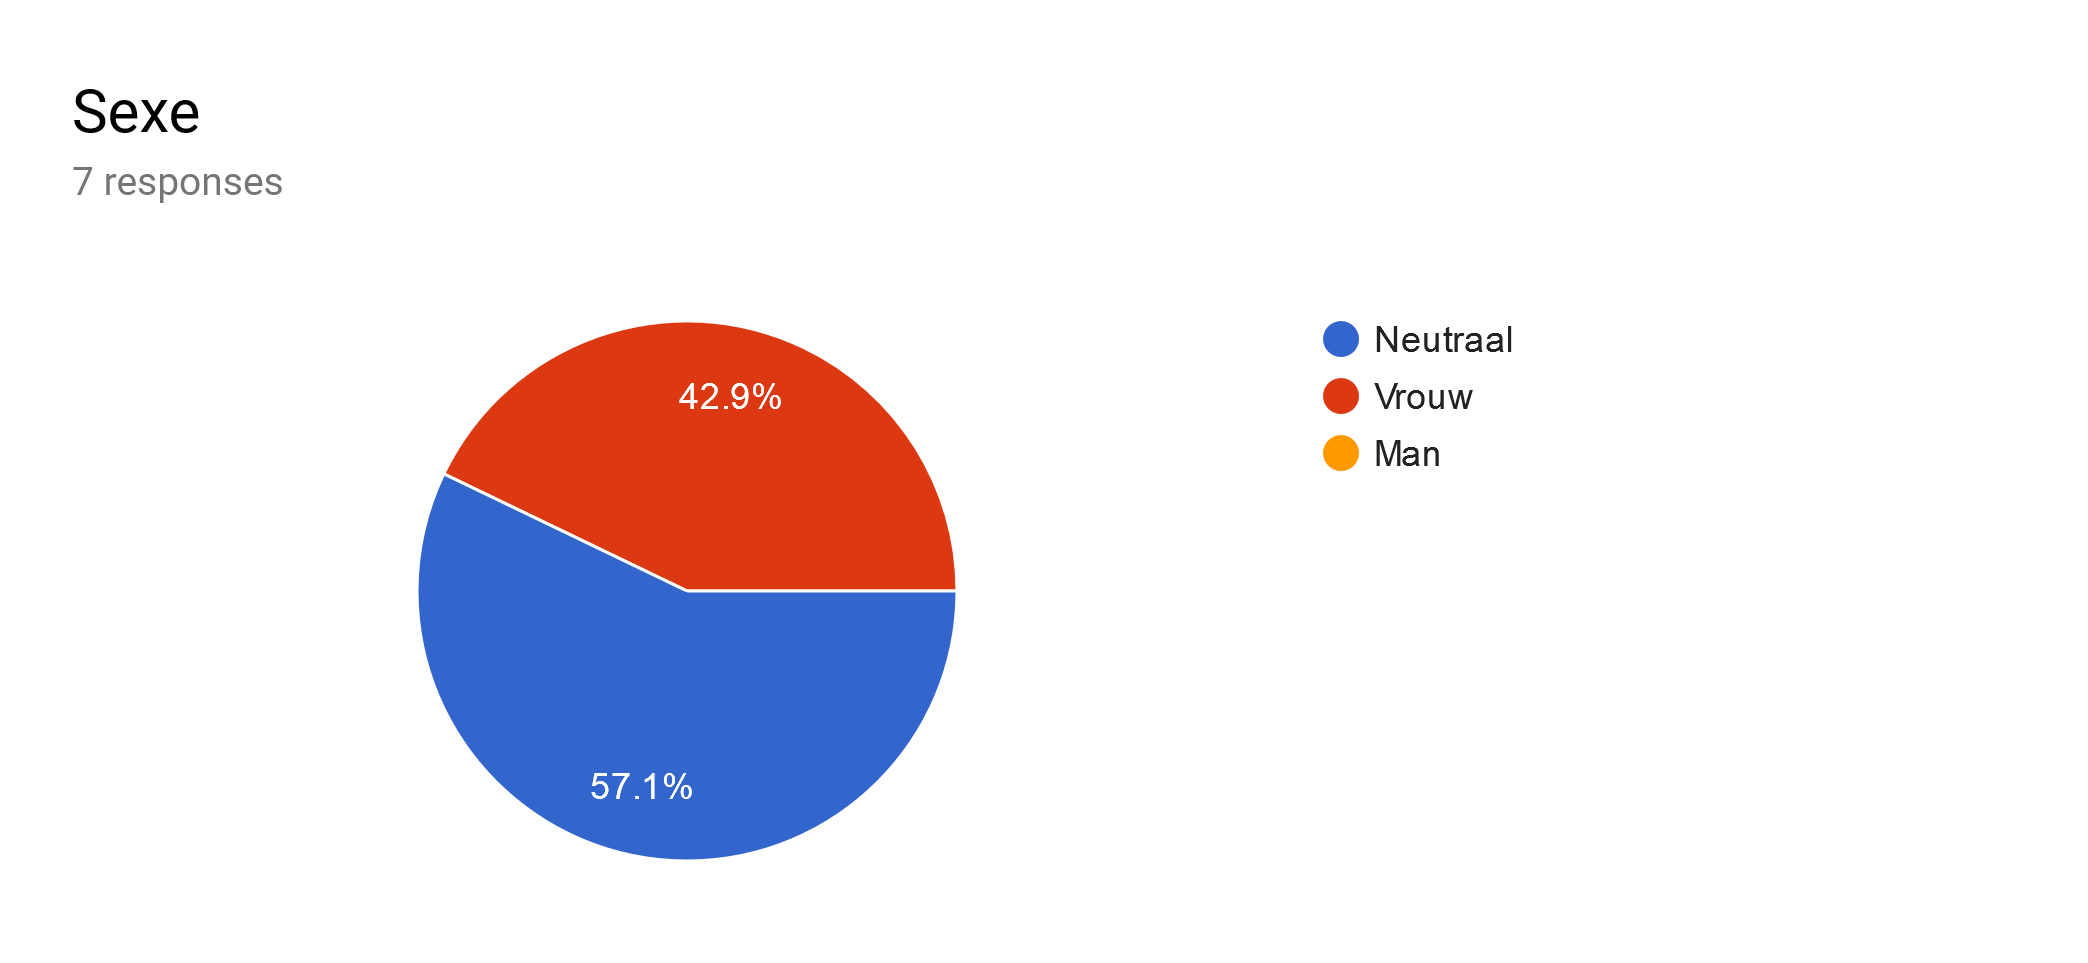 Sexe
7 responses
42.9%
57.1%
Neutraal
Vrouw
Man